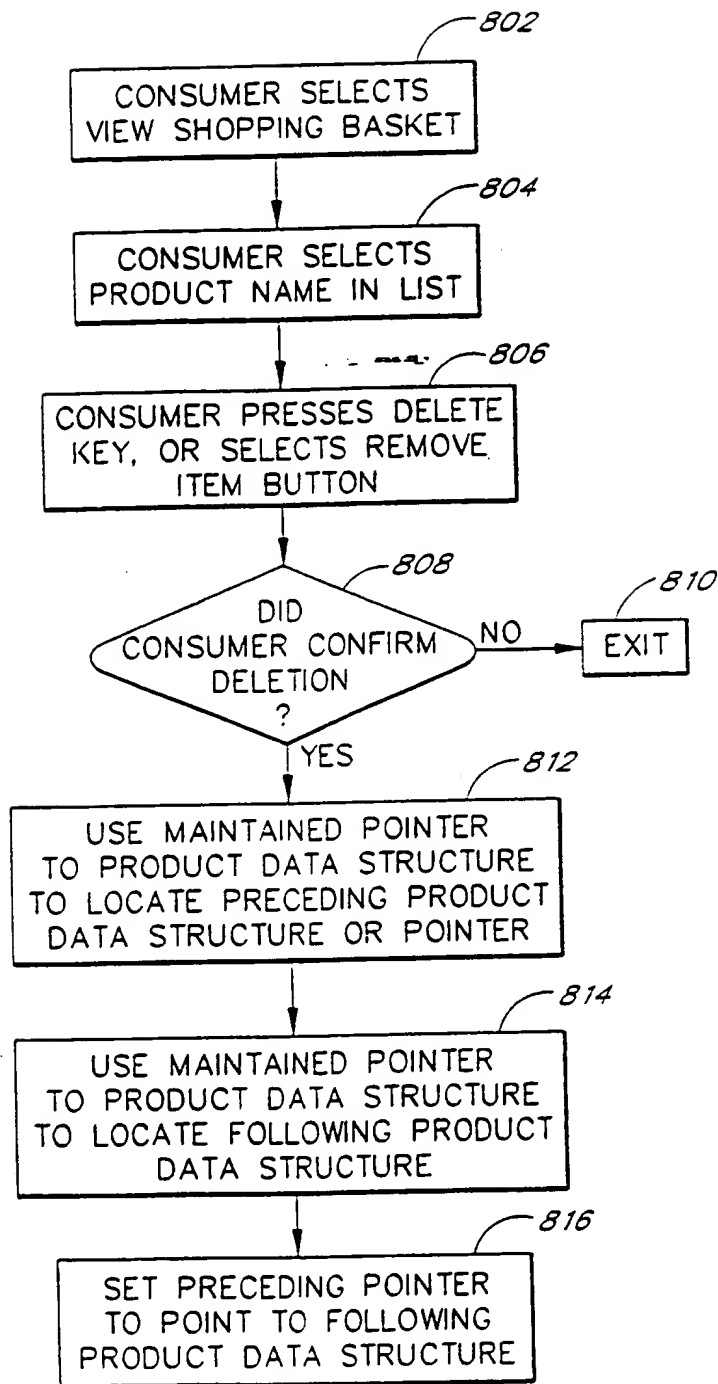 802
CONSUMER SELECTS
VIEW SHOPPING BASKET
804
CONSUMER SELECTS
PRODUCT NAME IN LIST
806
CONSUMER PRESSES DELETE
KEY, OR SELECTS REMOVE
ITEM BUTTON
808
DID
CONSUMER CONFIRM
DELETION
?
NO
810
EXIT
YES
812
USE MAINTAINED POINTER
TO PRODUCT DATA STRUCTURE
TO LOCATE PRECEDING PRODUCT
DATA STRUCTURE OR POINTER
814
USE MAINTAINED POINTER
TO PRODUCT DATA STRUCTURE
TO LOCATE FOLLOWING PRODUCT
DATA STRUCTURE
816
SET PRECEDING POINTER
TO POINT TO FOLLOWING
PRODUCT DATA STRUCTURE